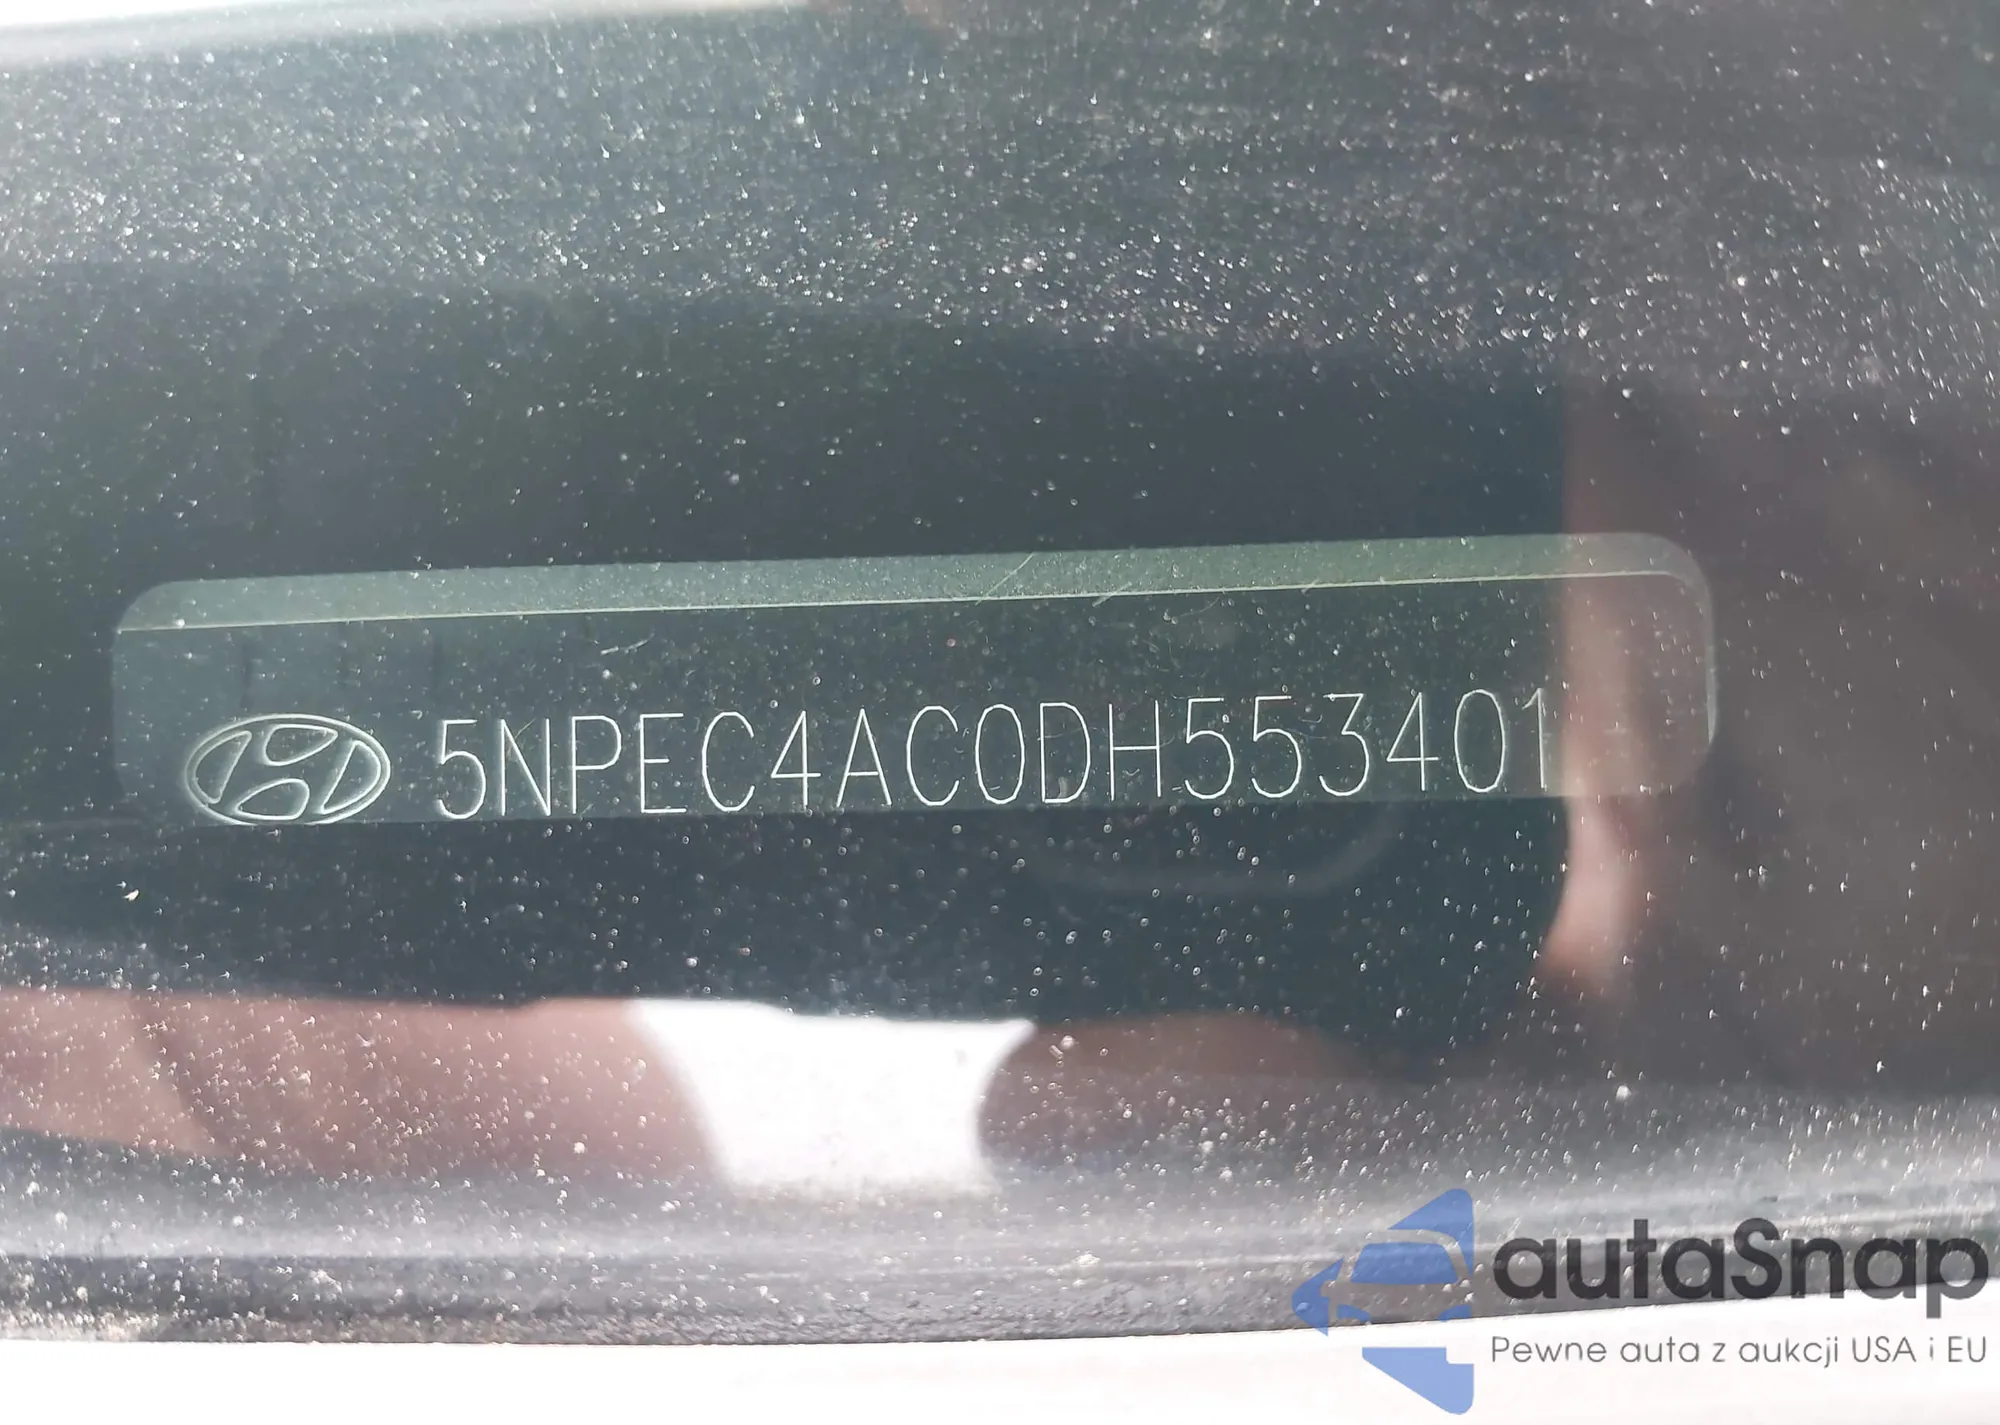 5NPEC4AC0DH553401
autaSnap
Pewne auta z aukcji USA i EU